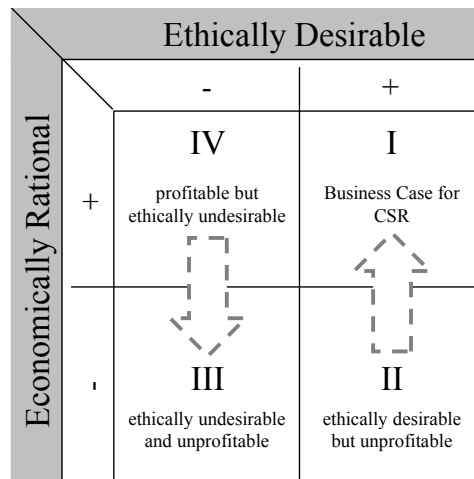 Ethically Desirable
Economically Rational
- +
+
IV
profitable but
ethically undesirable
I
Business Case for
CSR
-
III
ethically undesirable
and unprofitable
II
ethically desirable
but unprofitable